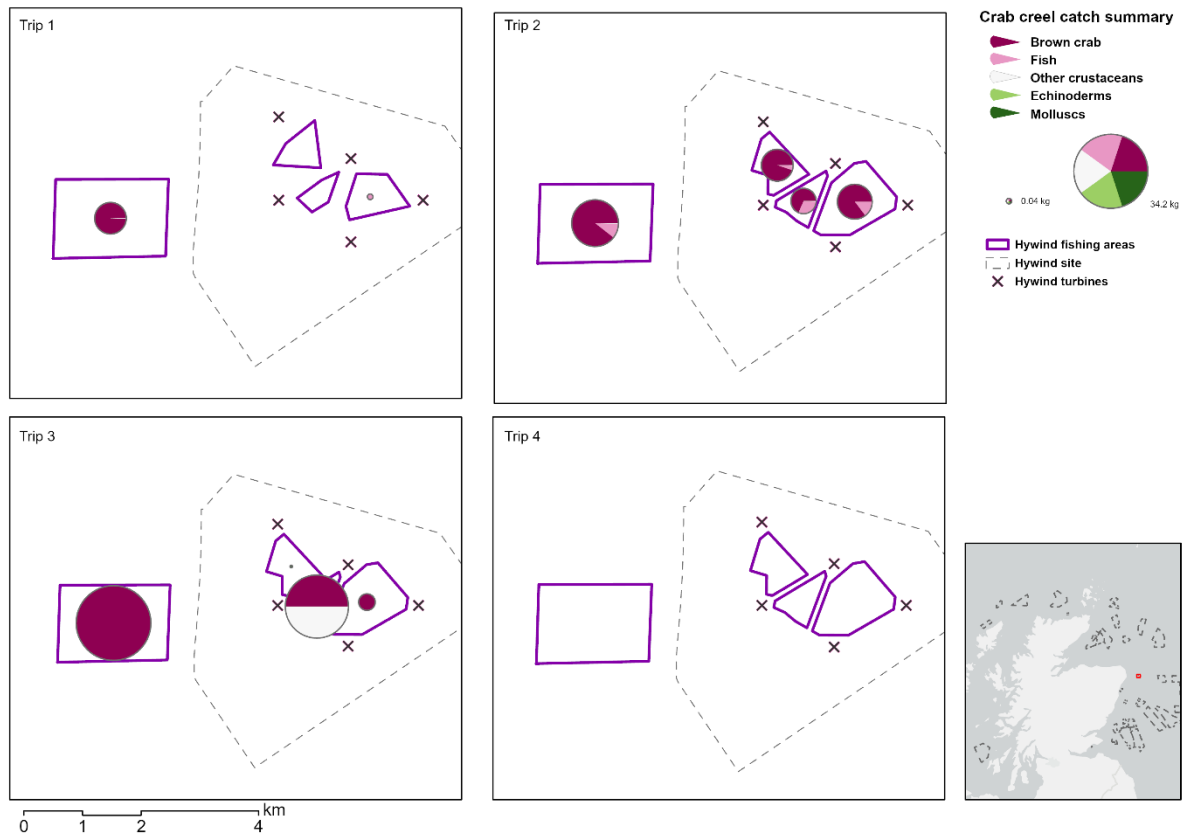 Trip 1
Trip 2
Crab creel catch summary
Brown crab
Fish
Other crustaceans
Echinoderms
Molluscs
0.04 kg
34.2 kg
Hywind fishing areas
Hywind site
Hywind turbines
Trip 3
Trip 4
km
0 1 2 4